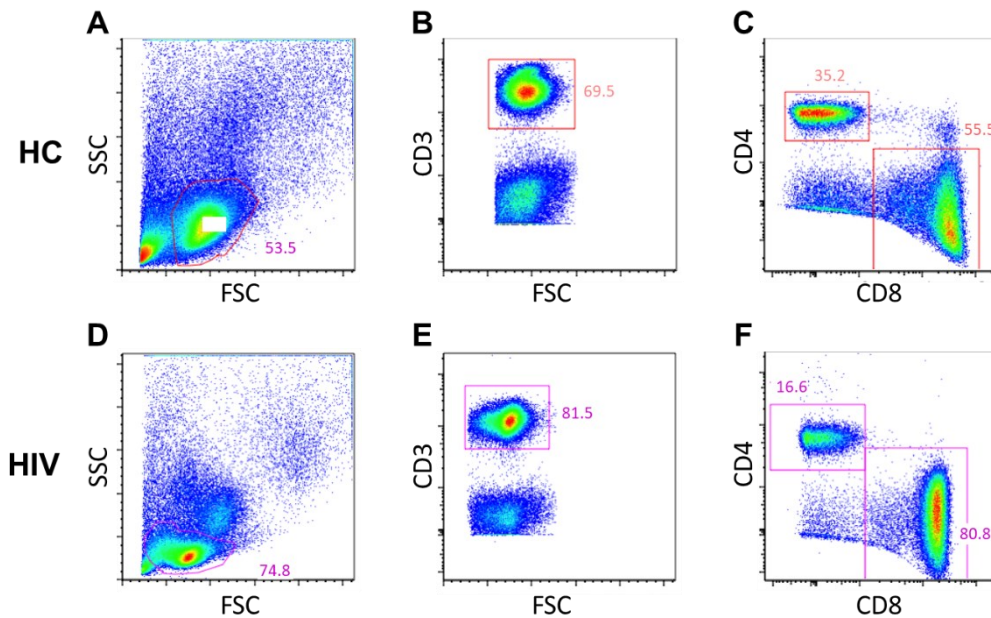 A
B
C
HC
SSC
53.5
FSC
CD3
69.5
FSC
CD4
35.2
55.5
CD8
D
E
F
HIV
SSC
74.8
FSC
CD3
81.5
FSC
CD4
16.6
80.8
CD8